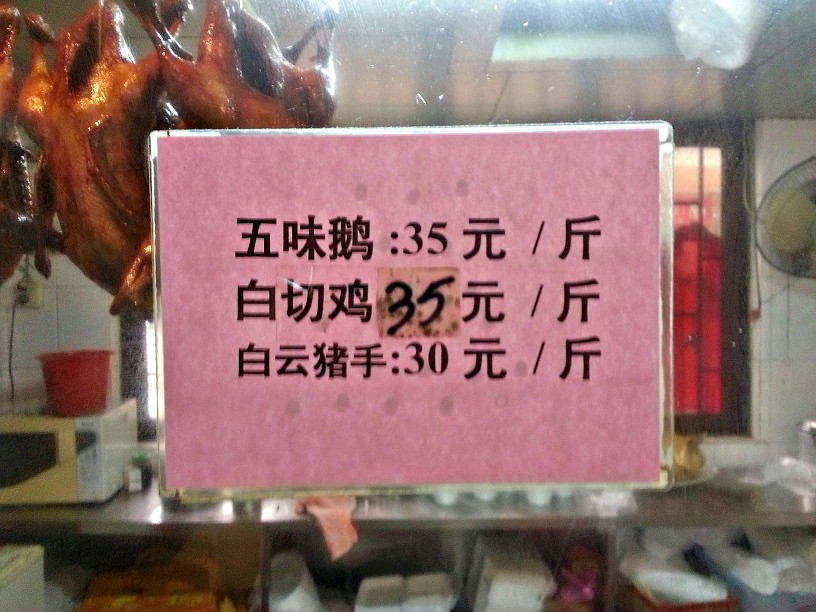 五味鹅 :35 元 / 斤
白切鸡 35 元 / 斤
白云猪手:30 元 / 斤